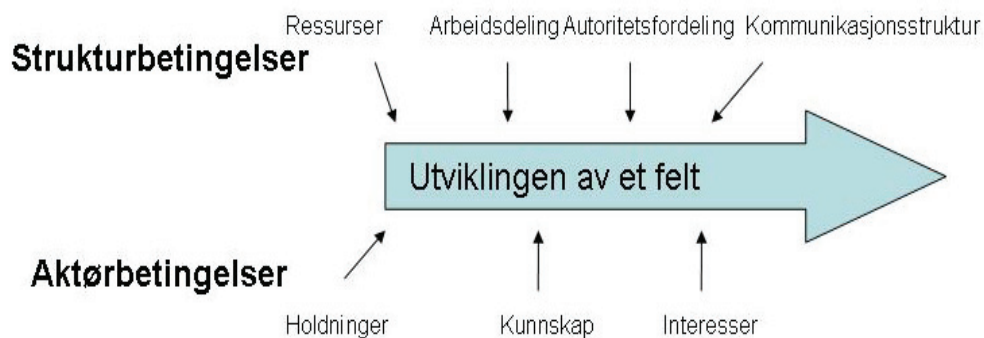 Ressurser Arbeidsdeling Autoritetsfordeling Kommunikasjonsstruktur
Strukturbetingelser
Utviklingen av et felt
Aktørbetingelser
Holdninger Kunnskap Interesser